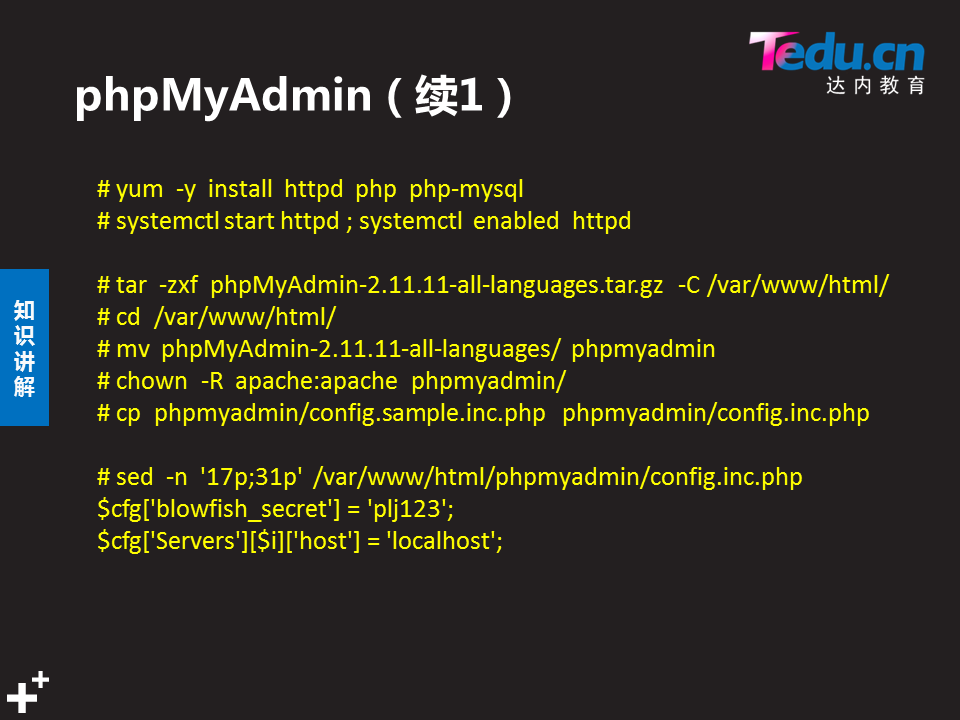 Tedu.cn
达内教育
phpMyAdmin（续1）
# yum -y install httpd php php-mysql
# systemctl start httpd ; systemctl enabled httpd
# tar -zxf phpMyAdmin-2.11.11-all-languages.tar.gz -C /var/www/html/
# cd /var/www/html/
# mv phpMyAdmin-2.11.11-all-languages/ phpmyadmin
# chown -R apache:apache phpmyadmin/
# cp phpmyadmin/config.sample.inc.php phpmyadmin/config.inc.php
# sed -n '17p;31p' /var/www/html/phpmyadmin/config.inc.php
$cfg['blowfish_secret'] = 'plj123';
$cfg['Servers'][$i]['host'] = 'localhost';
知识讲解